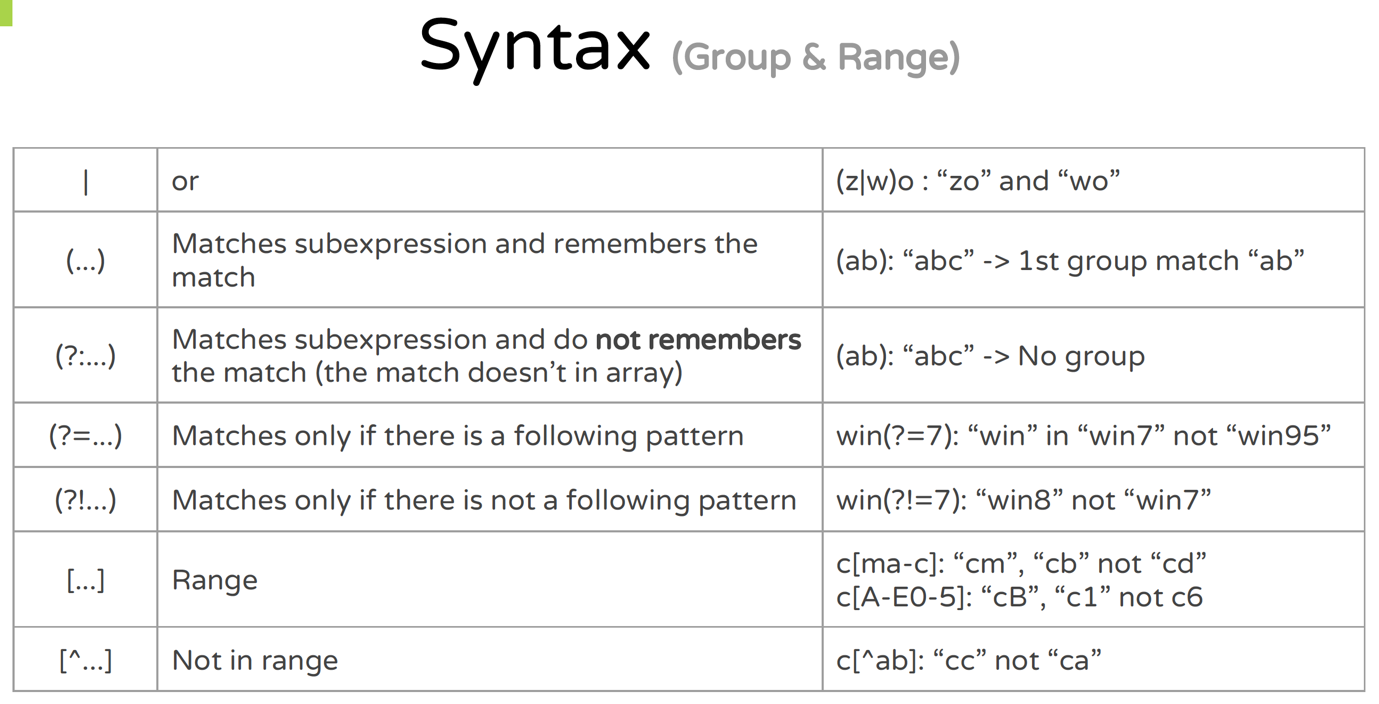 Syntax (Group & Range)
|
or
(z|w)o : “zo” and “wo”
(...)
Matches subexpression and remembers the
match
(ab): “abc” -> 1st group match “ab”
(?:...)
Matches subexpression and do not remembers
the match (the match doesn’t in array)
(ab): “abc” -> No group
(?=...)
Matches only if there is a following pattern
win(?=7): “win” in “win7” not “win95”
(?!...)
Matches only if there is not a following pattern
win(?!=7): “win8” not “win7”
[...]
Range
c[ma-c]: “cm”, “cb” not “cd”
c[A-E0-5]: “cB”, “c1” not c6
[^...]
Not in range
c[^ab]: “cc” not “ca”